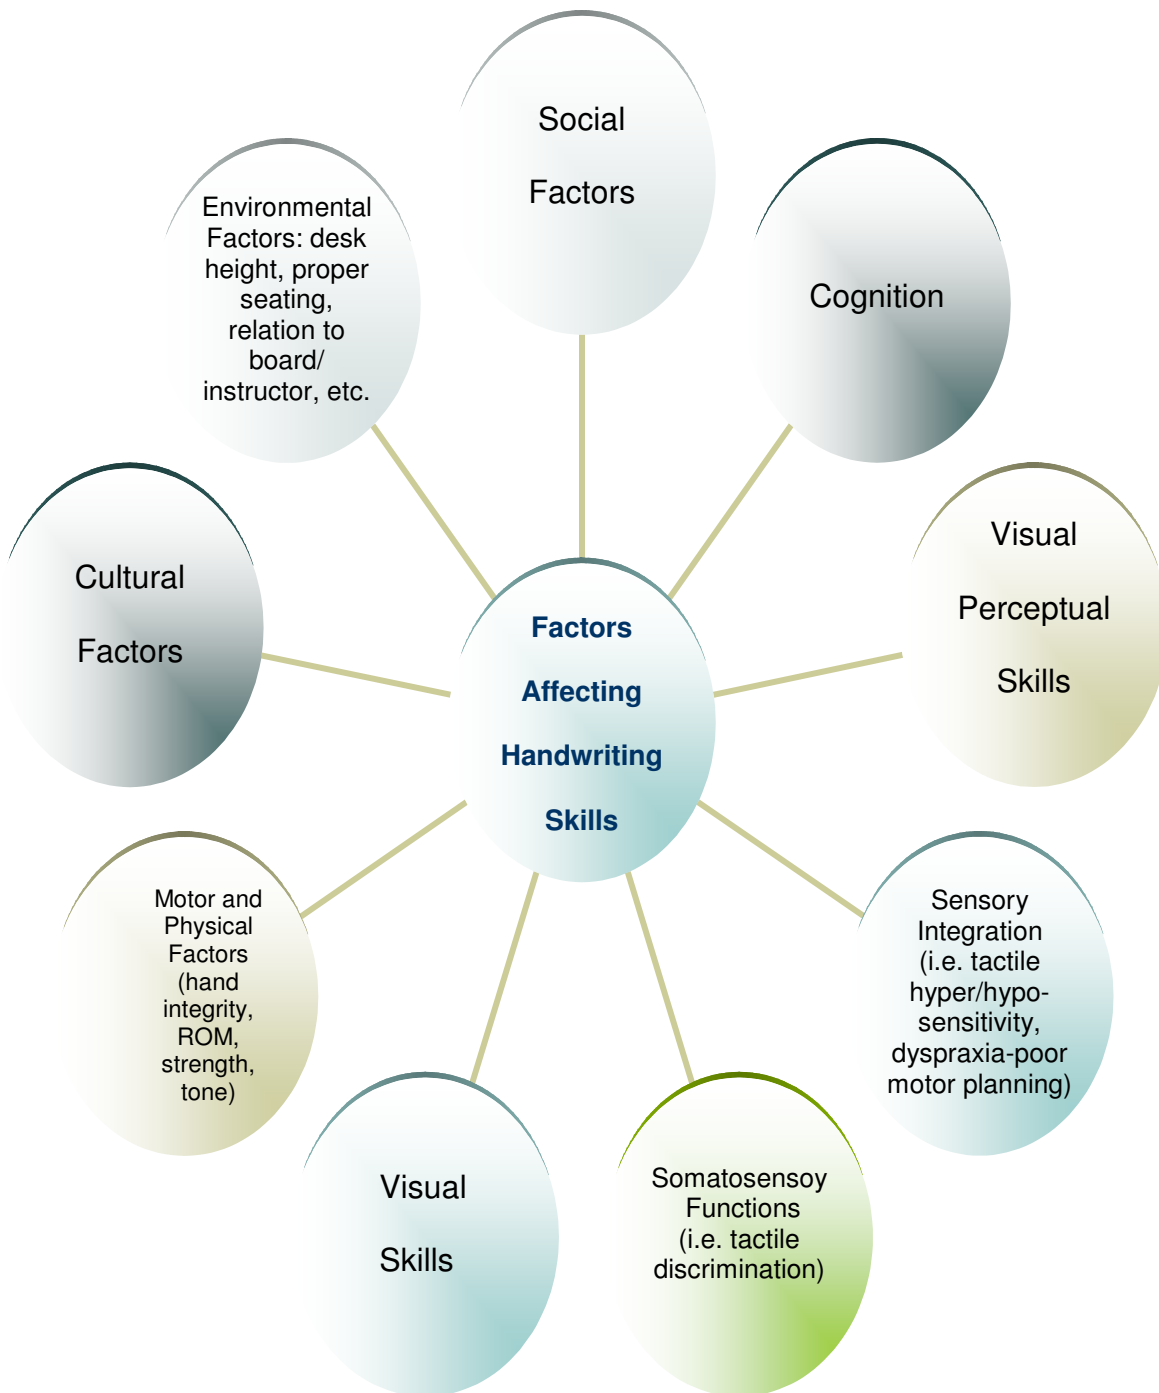 Social
Factors
Environmental
Factors: desk
height, proper
seating,
relation to
board/
instructor, etc.
Cognition
Cultural
Factors
Visual
Perceptual
Skills
Factors
Affecting
Handwriting
Skills
Motor and
Physical
Factors
(hand
integrity,
ROM,
strength,
tone)
Sensory
Integration
(i.e. tactile
hyper/hypo-
sensitivity,
dyspraxia-poor
motor planning)
Visual
Skills
Somatosensoy
Functions
(i.e. tactile
discrimination)